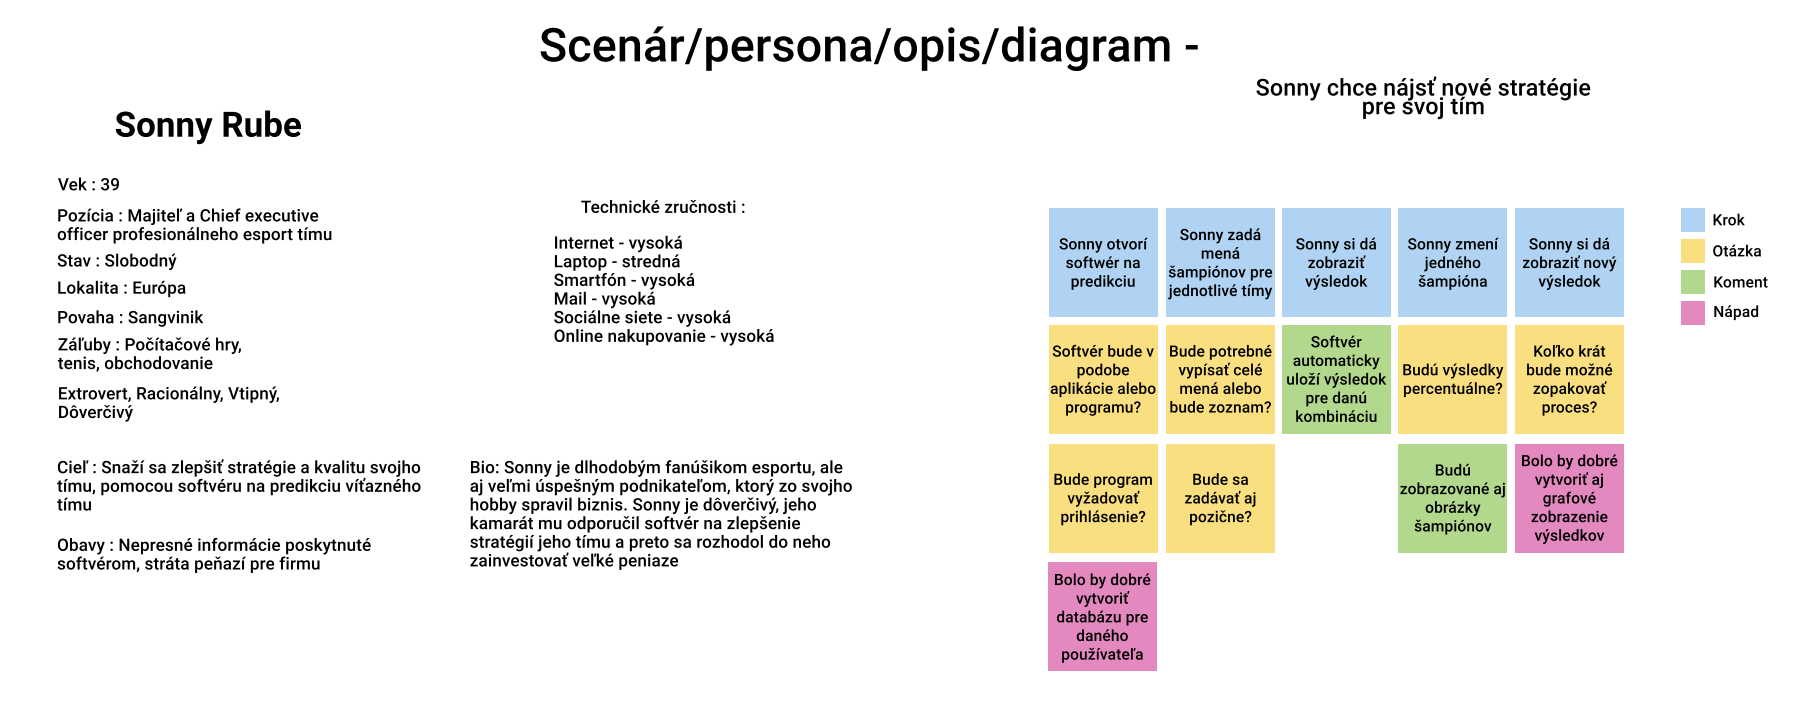 Scenár/persona/opis/diagram -
Sonny chce nájsť nové stratégie
pre svoj tím
Sonny Rube
Vek : 39
Pozícia : Majiteľ a Chief executive
officer profesionálneho esport tímu
Stav : Slobodný
Lokalita : Európa
Povaha : Sangvinik
Záľuby : Počítačové hry,
tenis, obchodovanie
Extrovert, Racionálny, Vtipný,
Dôverčivý
Cieľ : Snaží sa zlepšiť stratégie a kvalitu svojho
tímu, pomocou softvéru na predikciu víťazného
tímu
Obavy : Nepresné informácie poskytnuté
softvérom, stráta peňazí pre firmu
Technické zručnosti :
Internet - vysoká
Laptop - stredná
Smartfón - vysoká
Mail - vysoká
Sociálne siete - vysoká
Online nakupovanie - vysoká
Bio: Sonny je dlhodobým fanúšikom esportu, ale
aj veľmi úspešným podnikateľom, ktorý zo svojho
hobby spravil biznis. Sonny je dôverčivý, jeho
kamarát mu odporučil softvér na zlepšenie
stratégií jeho tímu a preto sa rozhodol do neho
zainvestovať veľké peniaze
Sonny otvorí
softwér na
predikciu
Sonny zadá
mená
šampiónov pre
jednotlivé tímy
Sonny si dá
zobraziť
výsledok
Sonny zmení
jedného
šampióna
Sonny si dá
zobraziť nový
výsledok
Softvér bude v
podobe
aplikácie alebo
programu?
Bude potrebné
vypísať celé
mená alebo
bude zoznam?
Softvér
automaticky
uloží výsledok
pre danú
kombináciu
Budú výsledky
percentuálne?
Koľko krát
bude možné
zopakovať
proces?
Bude program
vyžadovať
prihlásenie?
Bude sa
zadávať aj
pozične?
Budú
zobrazované aj
obrázky
šampiónov
Bolo by dobré
vytvoriť aj
grafové
zobrazenie
výsledkov
Bolo by dobré
vytvoriť
databázu pre
daného
používateľa
Krok
Otázka
Koment
Nápad